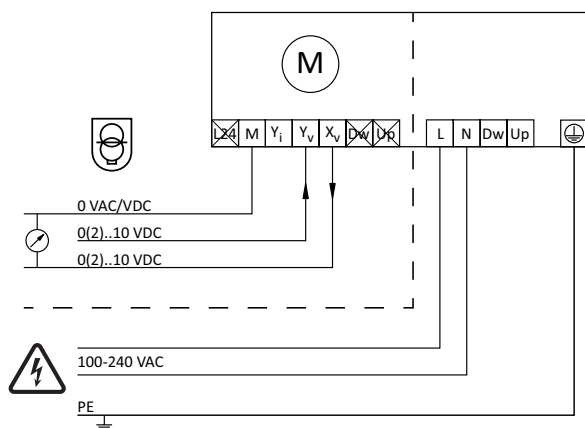 M
L24 M Yi Yv Xv Dw Up L N Dw Up
0 VAC/VDC
0(2)..10 VDC
0(2)..10 VDC
100-240 VAC
PE